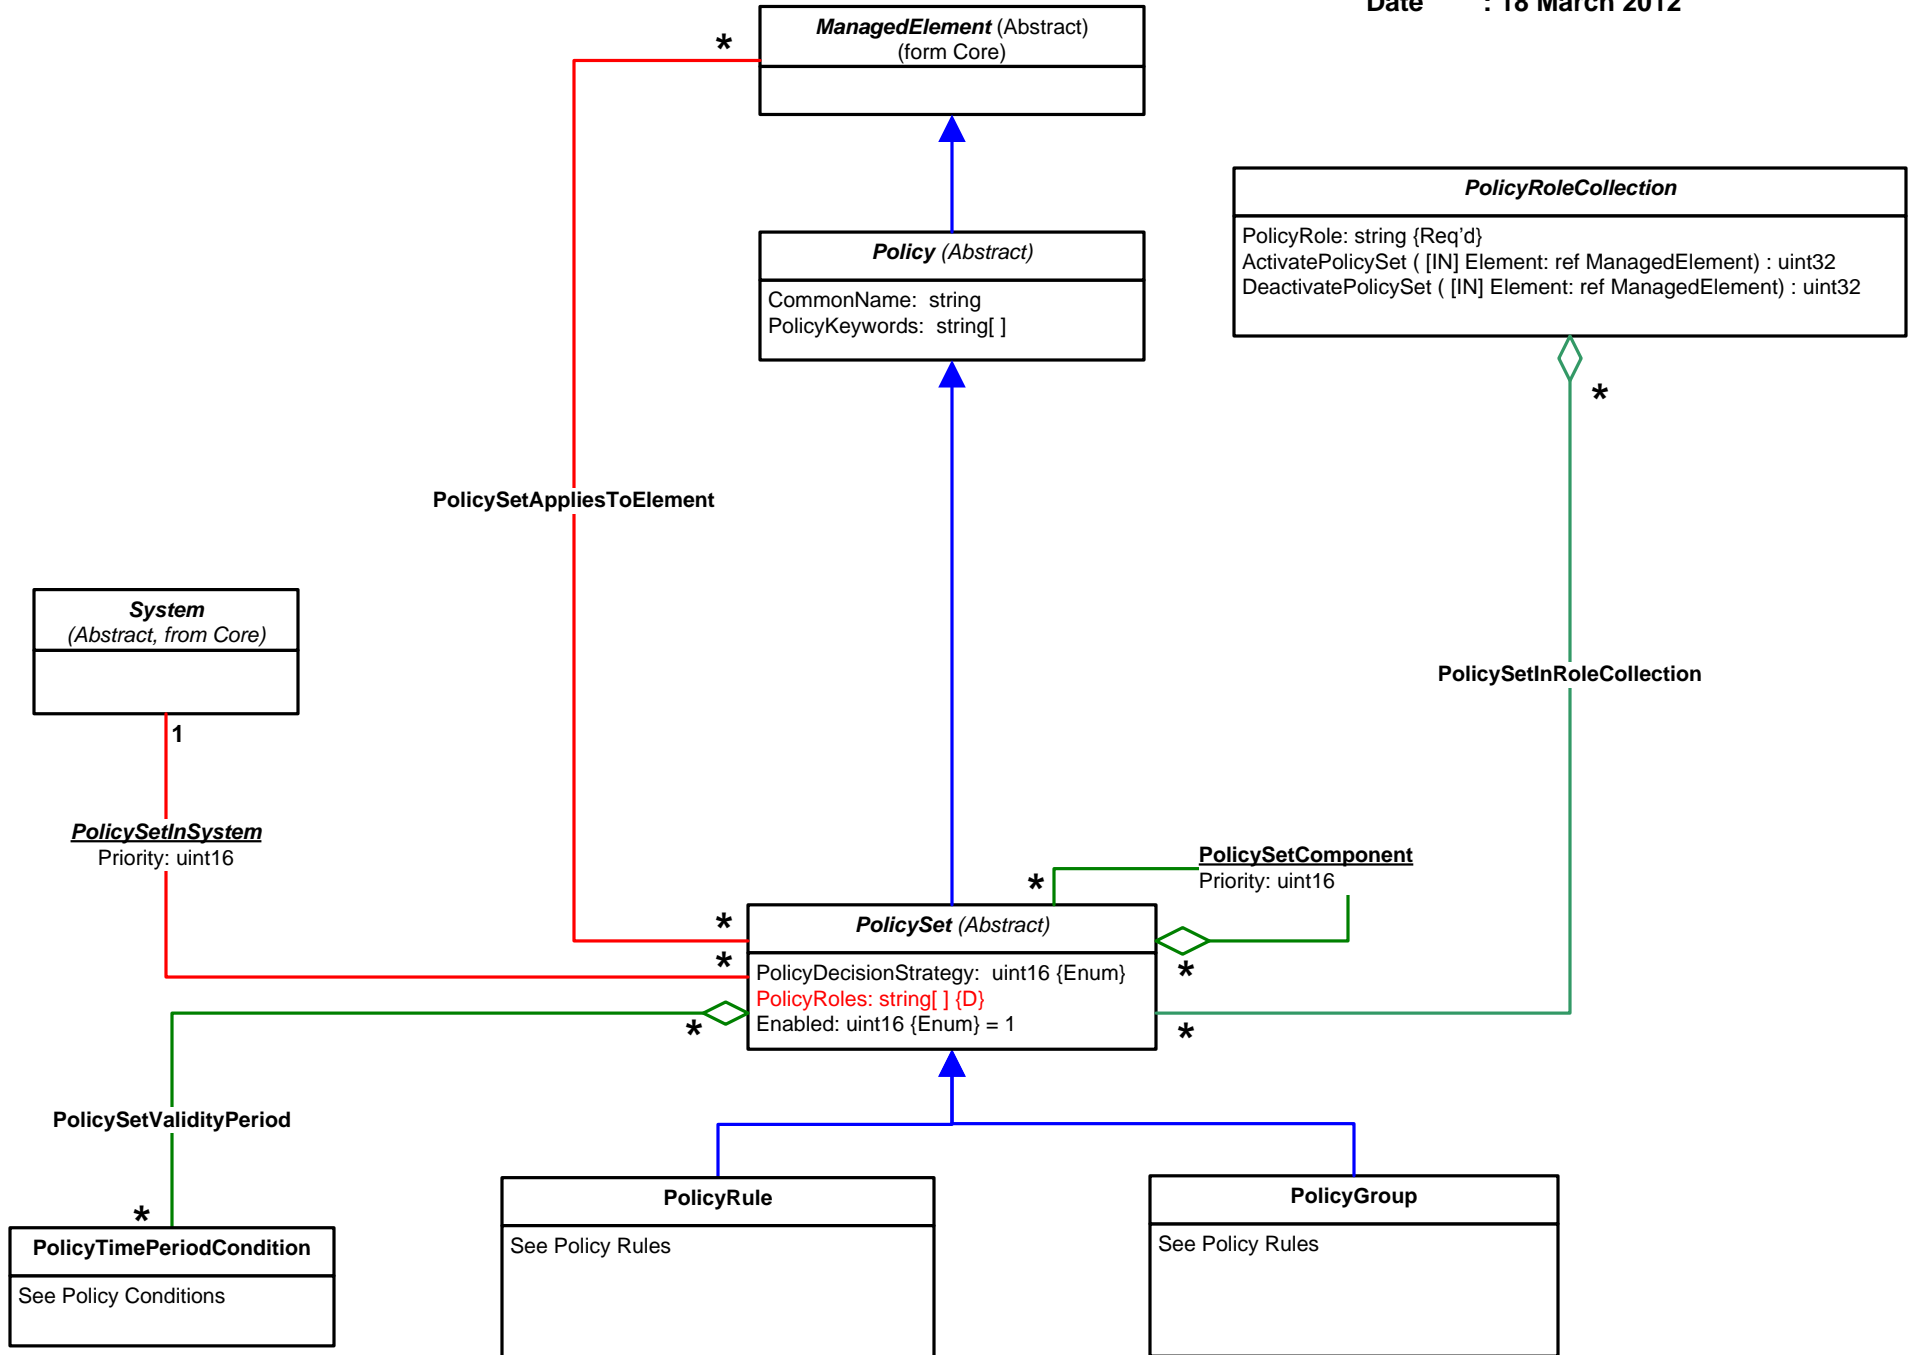 Date : 18 March 2012
ManagedElement (Abstract)
(form Core)
*
PolicyRoleCollection
PolicyRole: string {Req'd}
ActivatePolicySet ( [IN] Element: ref ManagedElement) : uint32
DeactivatePolicySet ( [IN] Element: ref ManagedElement) : uint32
*
Policy (Abstract)
CommonName: string
PolicyKeywords: string[ ]
PolicySetAppliesToElement
System
(Abstract, from Core)
1
PolicySetInRoleCollection
PolicySetInSystem
Priority: uint16
PolicySetComponent
Priority: uint16
*
*
*
PolicySet (Abstract)
PolicyDecisionStrategy: uint16 {Enum}
PolicyRoles: string[ ] {D}
Enabled: uint16 {Enum} = 1
*
*
*
PolicySetValidityPeriod
*
PolicyTimePeriodCondition
See Policy Conditions
PolicyRule
See Policy Rules
PolicyGroup
See Policy Rules